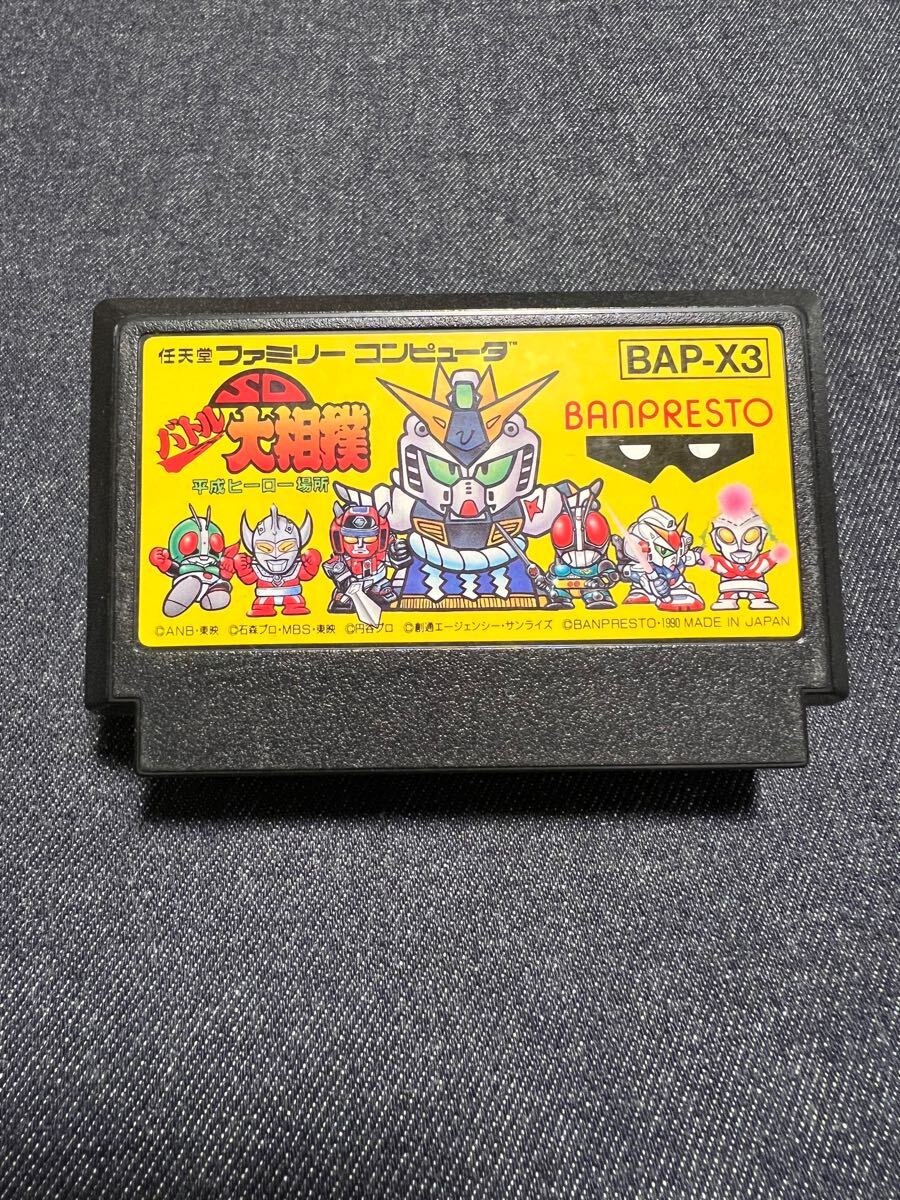 任天堂 ファミリー コンピュータ™
BAP-X3
SD
バトル
大相撲
平成ヒーロー場所
BANPRESTO
©ANB・東映 ©石森プロ・MBS・東映 ©円谷プロ ©創通エージェンシー・サンライズ ©BANPRESTO・1990 MADE IN JAPAN